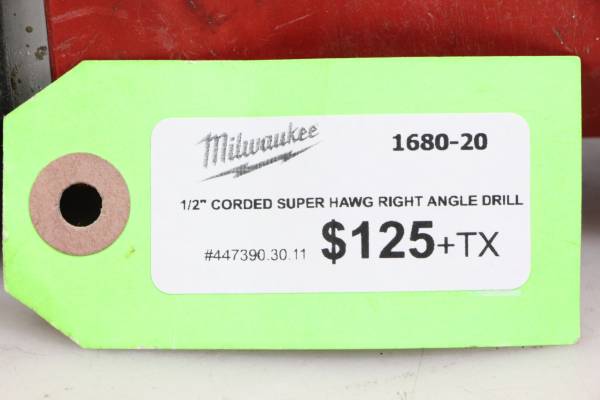 Milwaukee
1680-20
1/2" CORDED SUPER HAWG RIGHT ANGLE DRILL
#447390.30.11 $125+TX